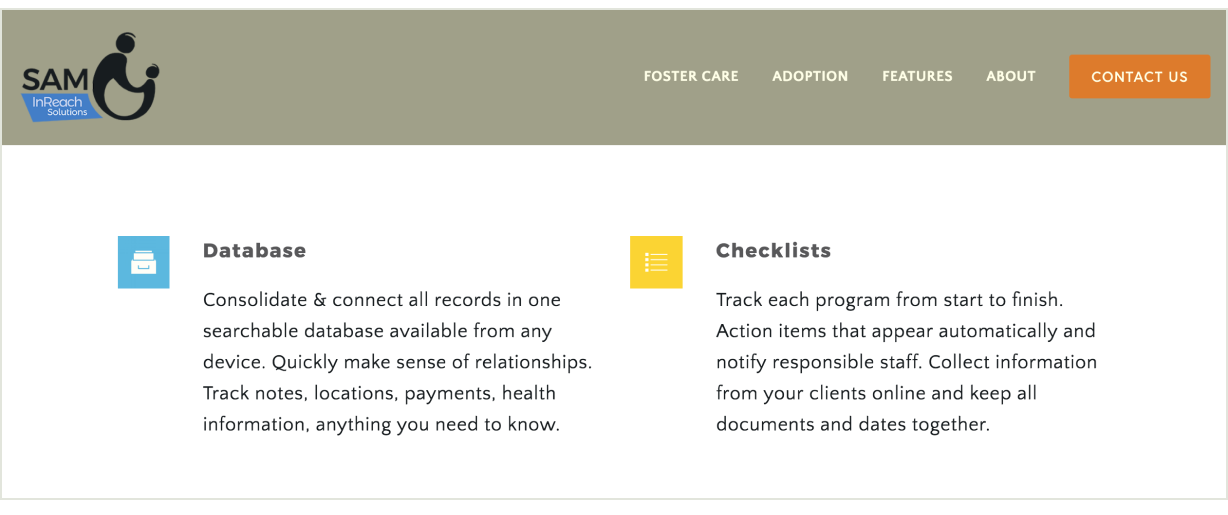 SAM
InReach
Solutions
FOSTER CARE
ADOPTION
FEATURES
ABOUT
CONTACT US
Database
Consolidate & connect all records in one
searchable database available from any
device. Quickly make sense of relationships.
Track notes, locations, payments, health
information, anything you need to know.
Checklists
Track each program from start to finish.
Action items that appear automatically and
notify responsible staff. Collect information
from your clients online and keep all
documents and dates together.